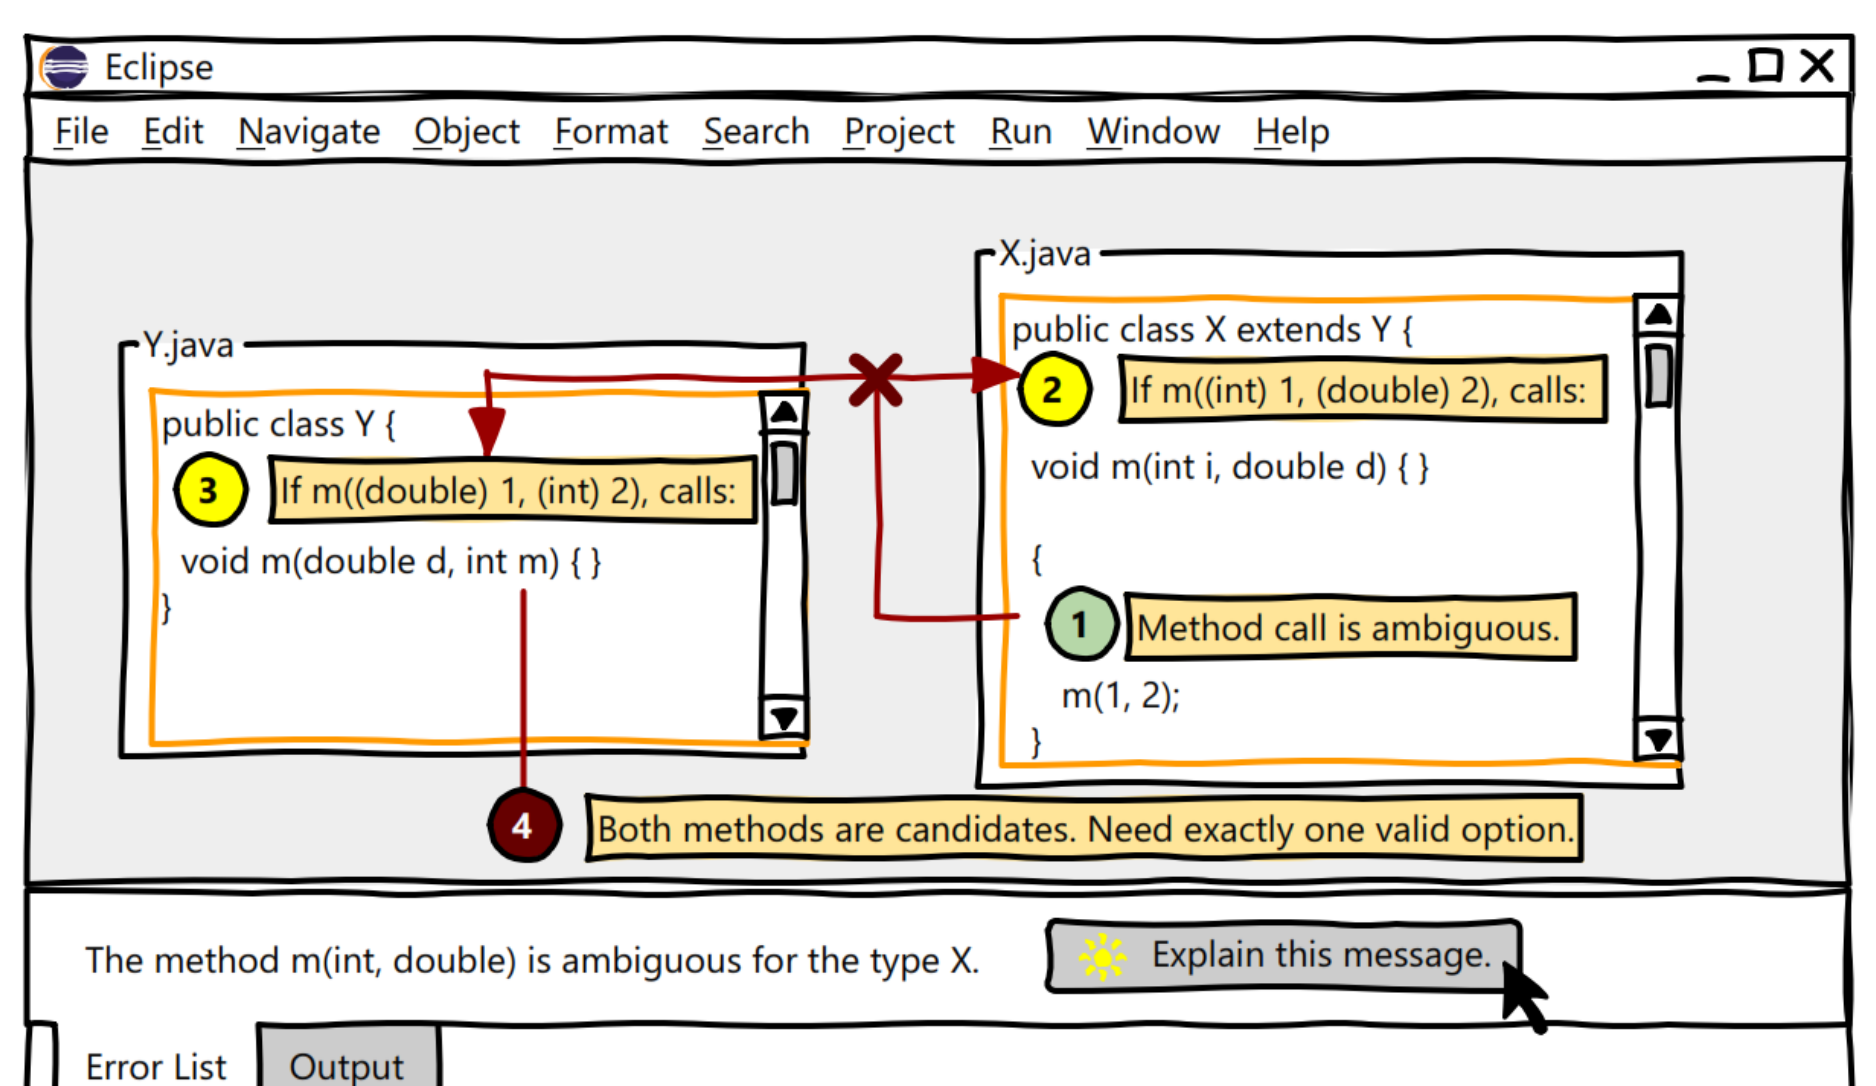 Eclipse
File Edit Navigate Object Format Search Project Run Window Help
Y.java
public class Y {
3 If m((double) 1, (int) 2), calls:
void m(double d, int m) { }
}
X.java
public class X extends Y {
2 If m((int) 1, (double) 2), calls:
void m(int i, double d) { }
{
1 Method call is ambiguous.
m(1, 2);
}
4 Both methods are candidates. Need exactly one valid option.
The method m(int, double) is ambiguous for the type X.
Explain this message.
Error List Output